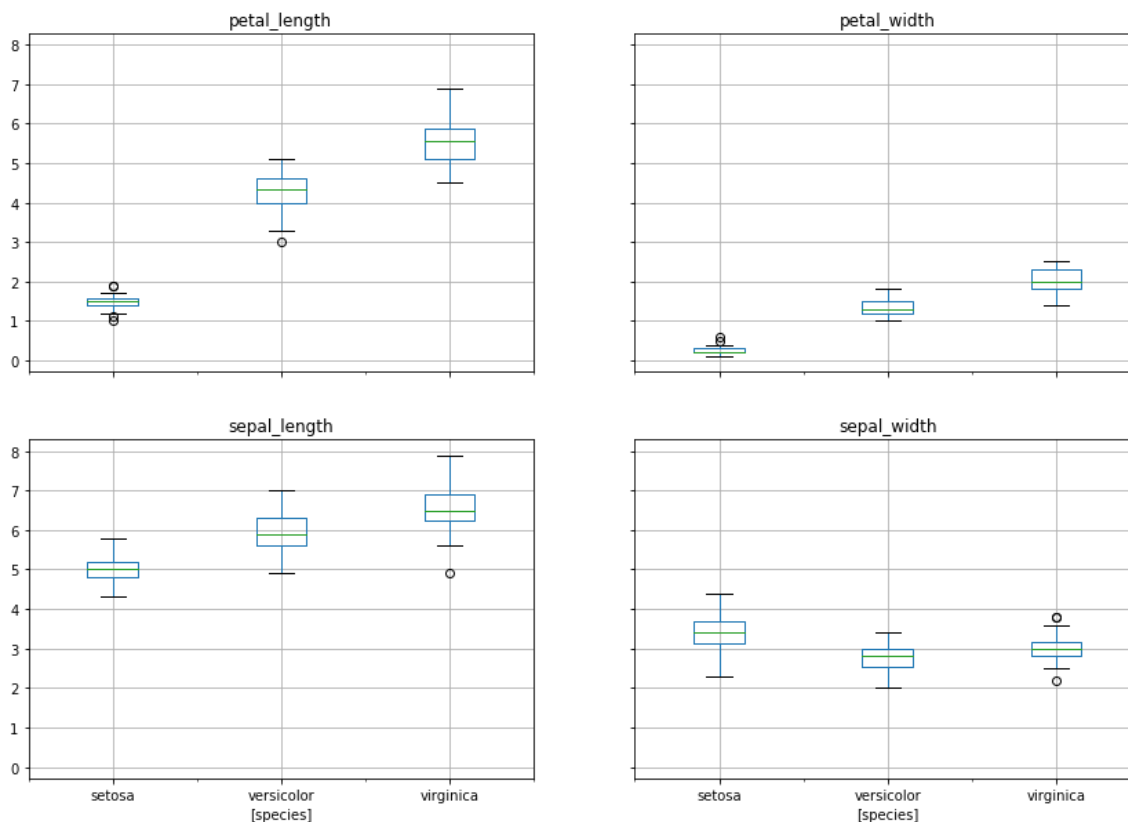 petal_length
petal_width
8
7
6
5
4
3
2
1
0
sepal_length
sepal_width
8
7
6
5
4
3
2
1
0
setosa
versicolor
virginica
[species]
setosa
versicolor
virginica
[species]